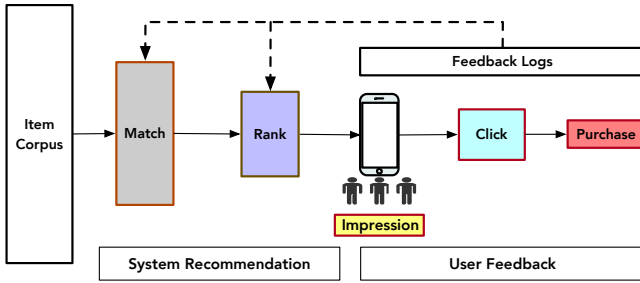 Feedback Logs
Item
Corpus
Match
Rank
Click
Purchase
Impression
System Recommendation
User Feedback